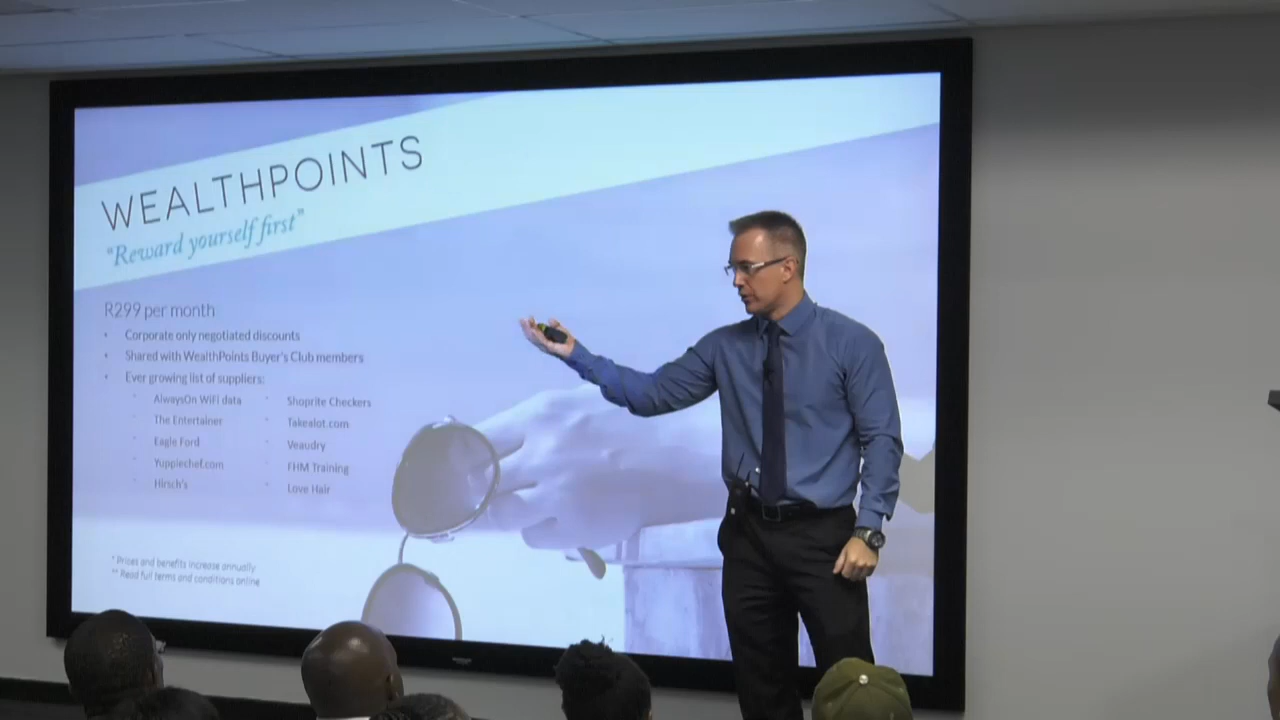 WEALTHPOINTS
"Reward yourself first"
R299 per month
• Corporate only negotiated discounts
• Shared with WealthPoints Buyer's Club members
• Ever growing list of suppliers:
AlwaysOn WiFi data
The Entertainer
Eagle Ford
Yuppiechef.com
Hirsch's
Shoprite Checkers
Takealot.com
Veaudry
FHM Training
Love Hair
* Prices and benefits increase annually
** Read full terms and conditions online